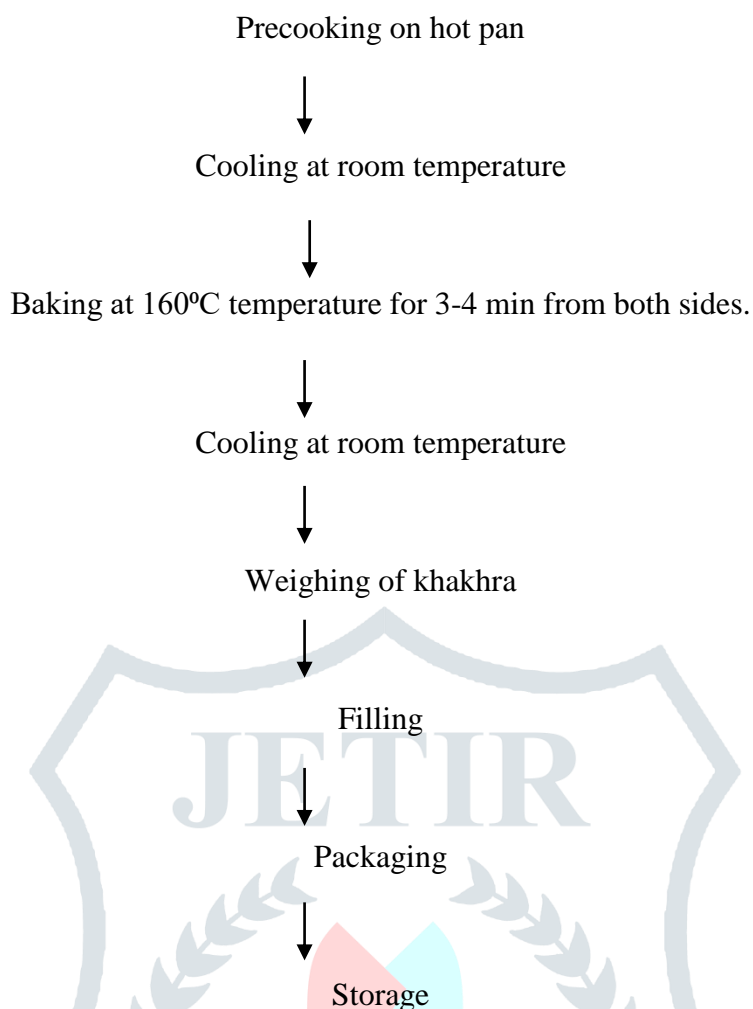 Precooking on hot pan
Cooling at room temperature
Baking at 160⁰C temperature for 3-4 min from both sides.
Cooling at room temperature
Weighing of khakhra
Filling
JETIR
Packaging
Storage